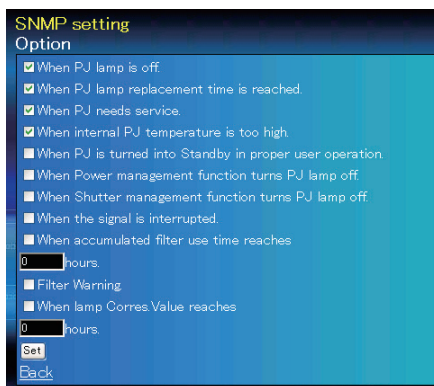 SNMP setting
Option
When PJ lamp is off.
When PJ lamp replacement time is reached.
When PJ needs service.
When internal PJ temperature is too high.
When PJ is turned into Standby in proper user operation.
When Power management function turns PJ lamp off.
When Shutter management function turns PJ lamp off.
When the signal is interrupted.
When accumulated filter use time reaches
0 hours.
Filter Warning.
When lamp Corres.Value reaches
0 hours.
Set
Back